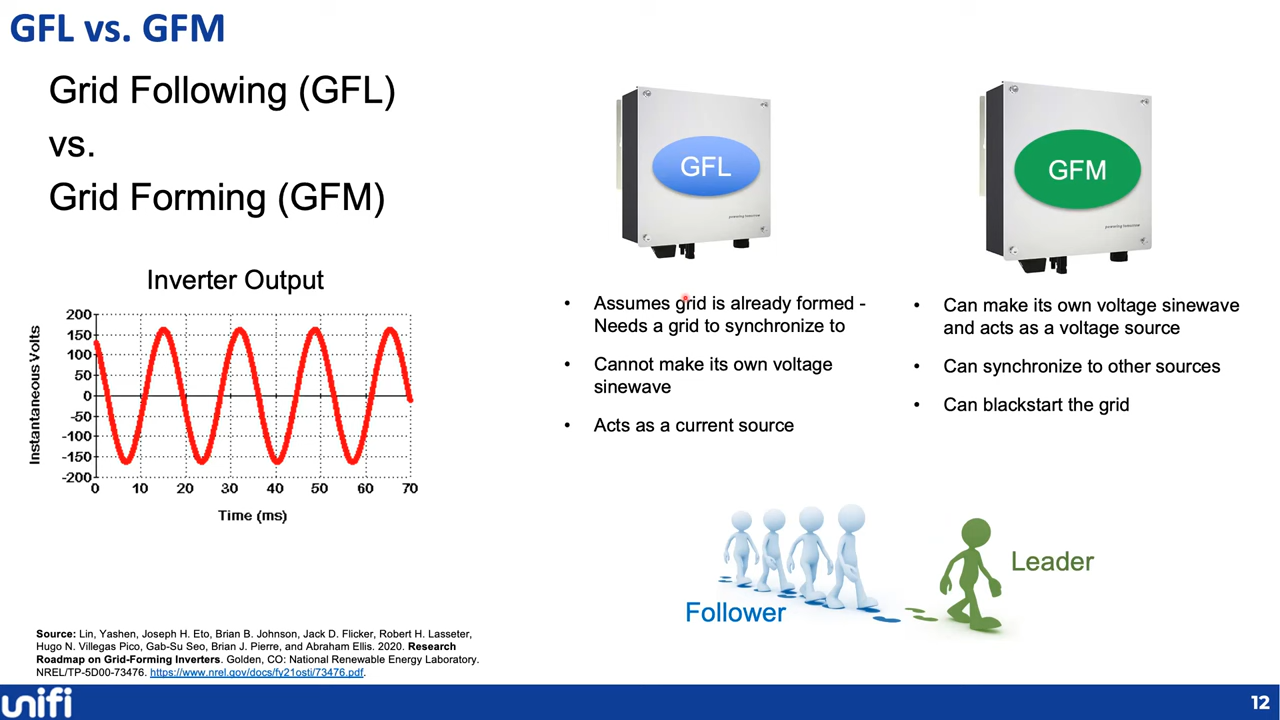 GFL vs. GFM
Grid Following (GFL)
vs.
Grid Forming (GFM)
Inverter Output
Instantaneous Volts
200
150
100
50
0
-50
-100
-150
-200
0 10 20 30 40 50 60 70
Time (ms)
GFL
powering tomorrow
• Assumes grid is already formed -
Needs a grid to synchronize to
• Cannot make its own voltage
sinewave
• Acts as a current source
GFM
powering tomorrow
• Can make its own voltage sinewave
and acts as a voltage source
• Can synchronize to other sources
• Can blackstart the grid
Follower
Leader
Source: Lin, Yashen, Joseph H. Eto, Brian B. Johnson, Jack D. Flicker, Robert H. Lasseter,
Hugo N. Villegas Pico, Gab-Su Seo, Brian J. Pierre, and Abraham Ellis. 2020. Research
Roadmap on Grid-Forming Inverters. Golden, CO: National Renewable Energy Laboratory.
NREL/TP-5D00-73476. https://www.nrel.gov/docs/fy21osti/73476.pdf.
unifi
12